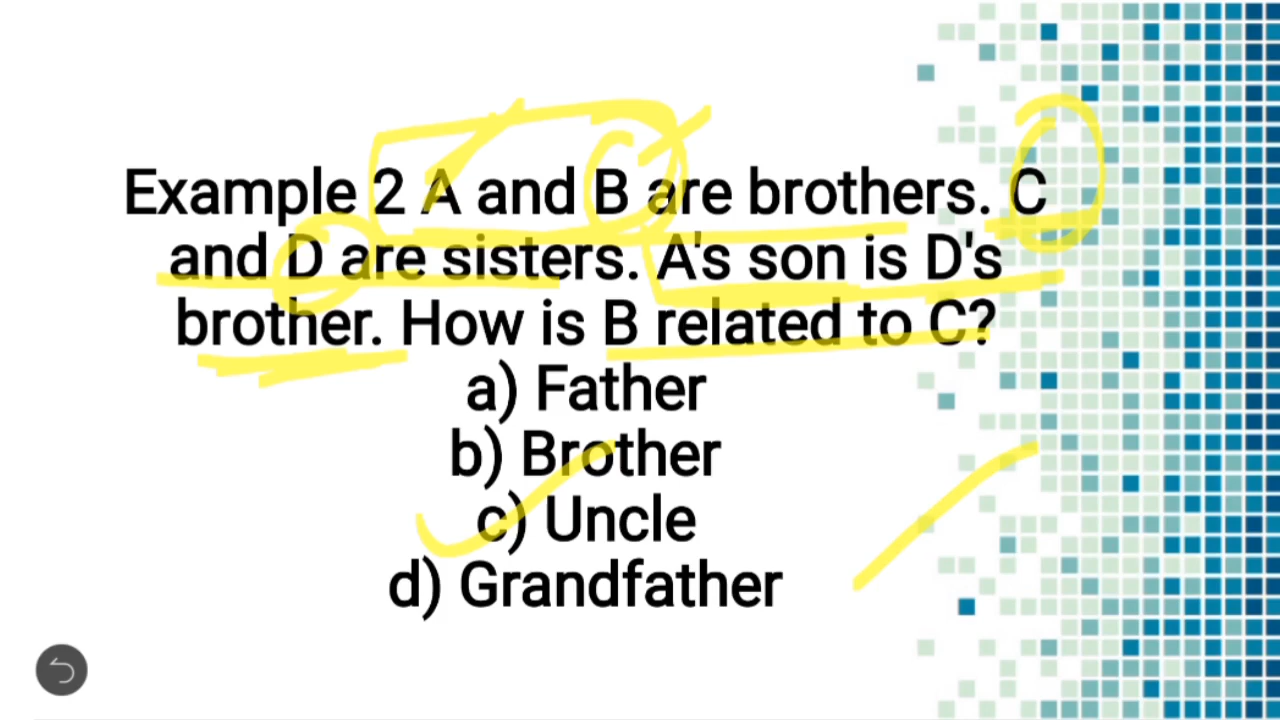 Example 2 A and B are brothers. C
and D are sisters. A's son is D's
brother. How is B related to C?
a) Father
b) Brother
c) Uncle
d) Grandfather